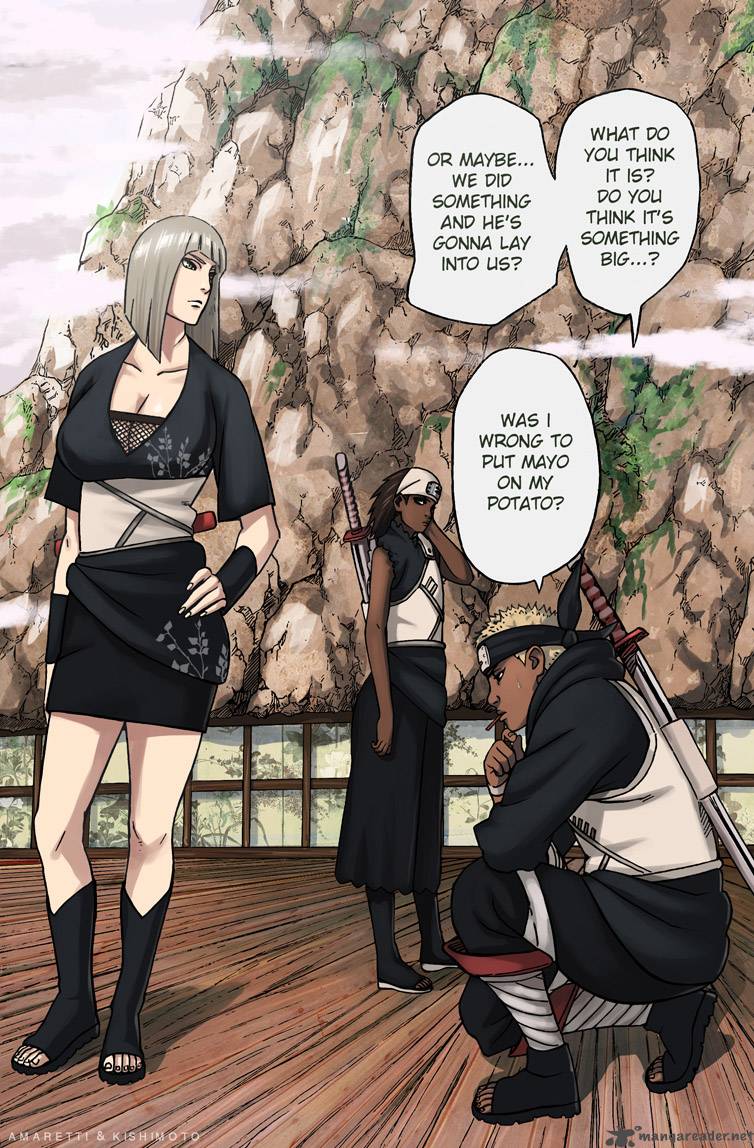 WHAT DO
YOU THINK
IT IS?
DO YOU
THINK IT'S
SOMETHING
BIG...?
OR MAYBE...
WE DID
SOMETHING
AND HE'S
GONNA LAY
INTO US?
WAS I
WRONG TO
PUT MAYO
ON MY
POTATO?
AMARETTI & KISHIMOTO
mangareader.net